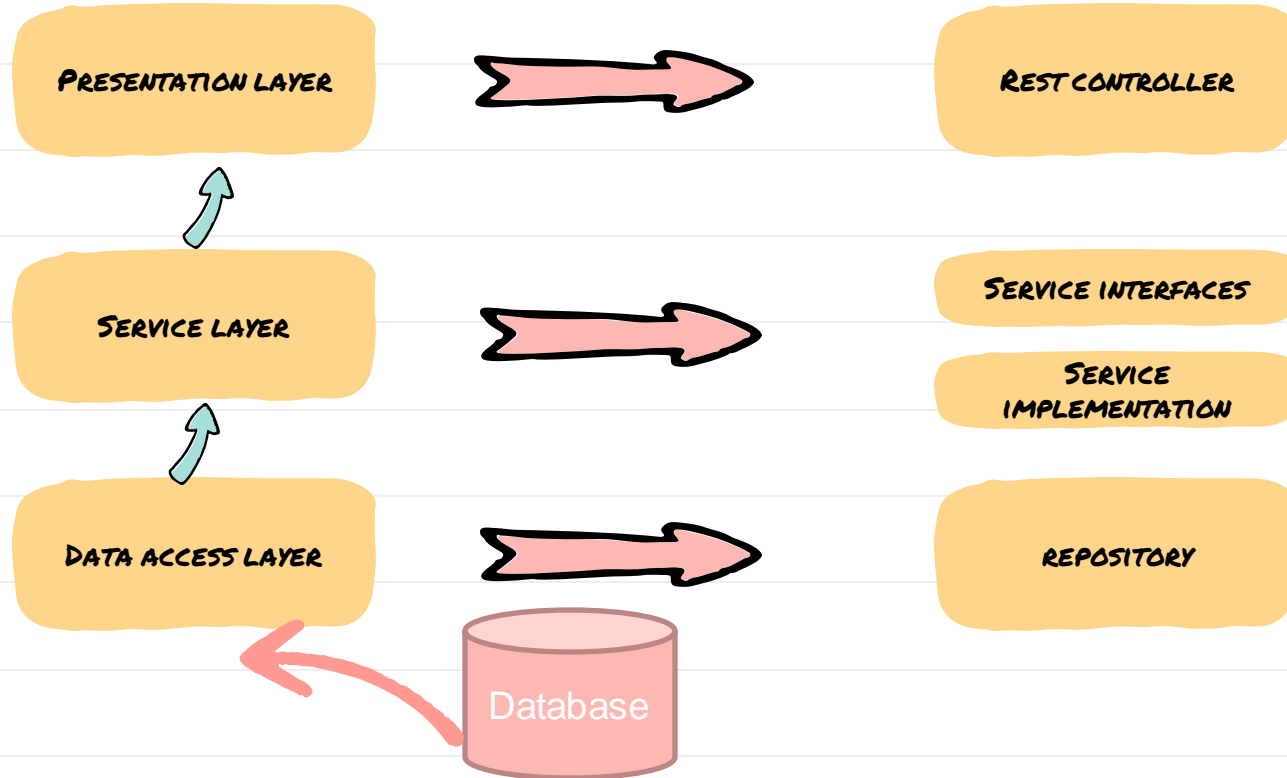 Presentation layer
Rest controller
Service layer
Service interfaces
Service
implementation
Data access layer
repository
Database